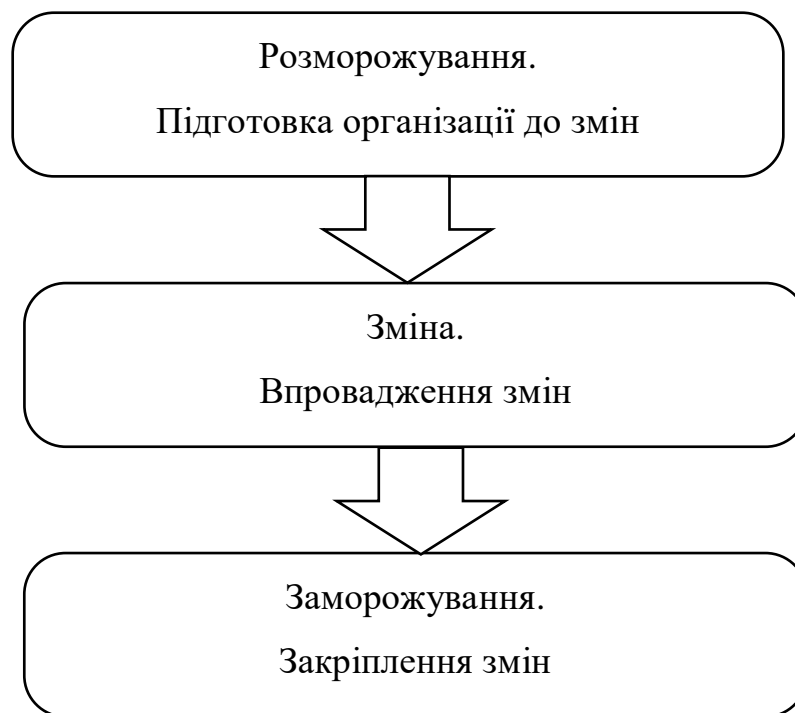 Розморожування.
Підготовка організації до змін
Зміна.
Впровадження змін
Заморожування.
Закріплення змін